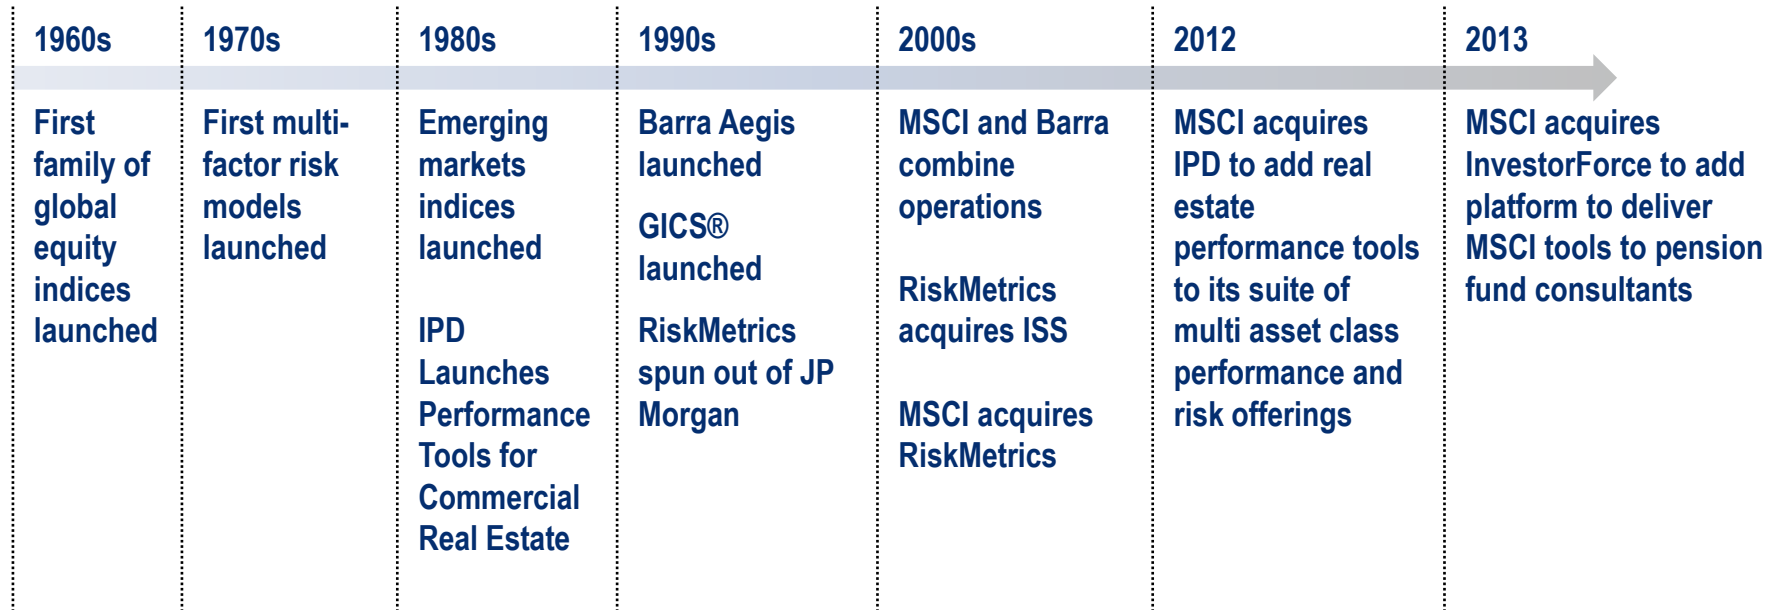 1960s
First
family of
global
equity
indices
launched
1970s
First multi-
factor risk
models
launched
1980s
Emerging
markets
indices
launched
IPD
Launches
Performance
Tools for
Commercial
Real Estate
1990s
Barra Aegis
launched
GICS®
launched
RiskMetrics
spun out of JP
Morgan
2000s
MSCI and Barra
combine
operations
RiskMetrics
acquires ISS
MSCI acquires
RiskMetrics
2012
MSCI acquires
IPD to add real
estate
performance tools
to its suite of
multi asset class
performance and
risk offerings
2013
MSCI acquires
InvestorForce to add
platform to deliver
MSCI tools to pension
fund consultants